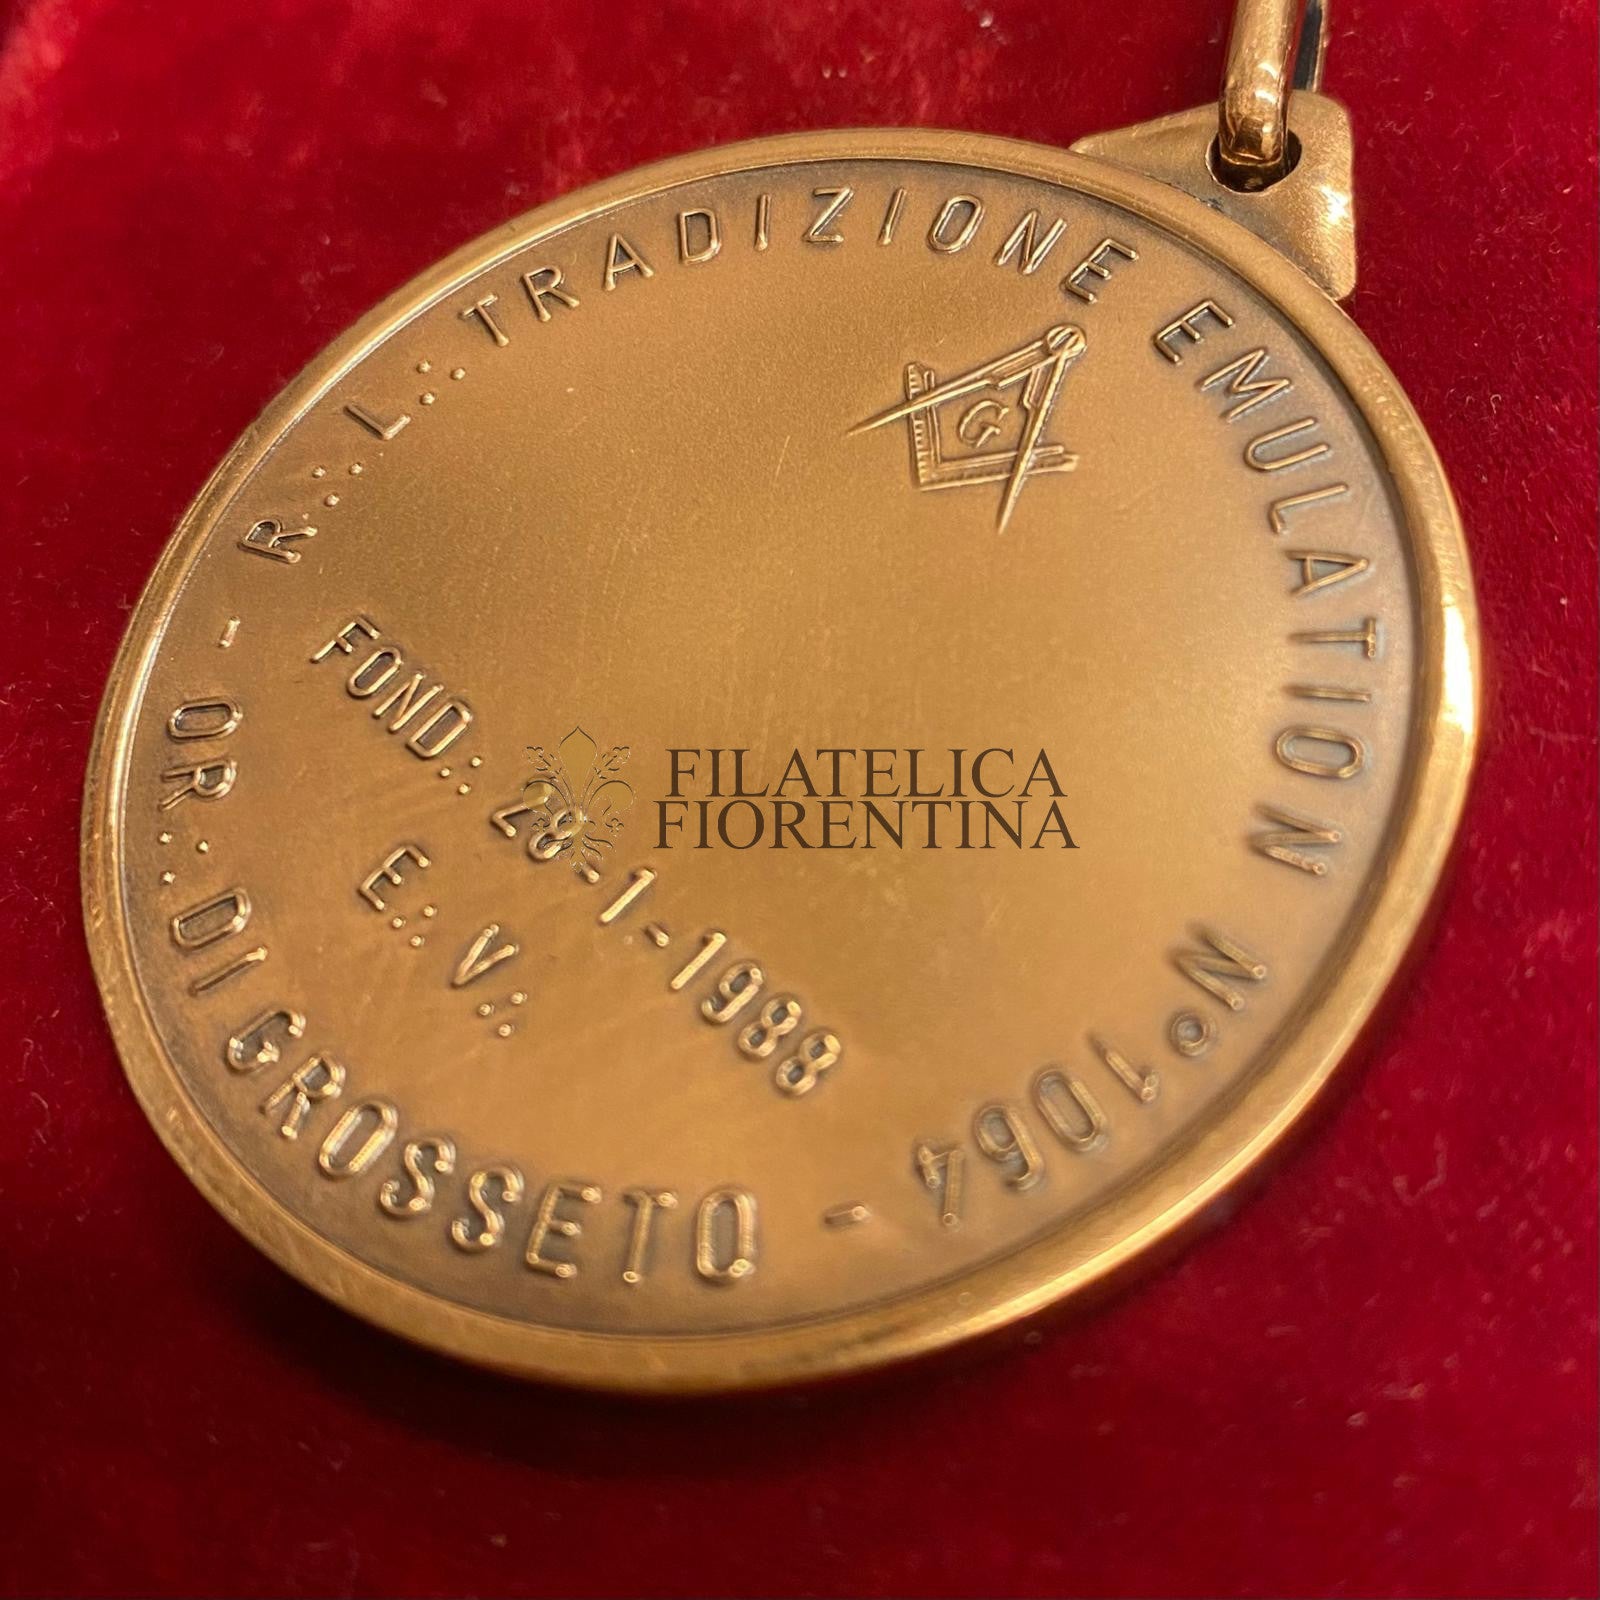 - R∴ L∴ TRADIZIONE EMULATION N° 1064 - OR∴ DI GROSSETO
G
FOND∴ 28-1-1988
E∴ V∴
FILATELICA
FIORENTINA